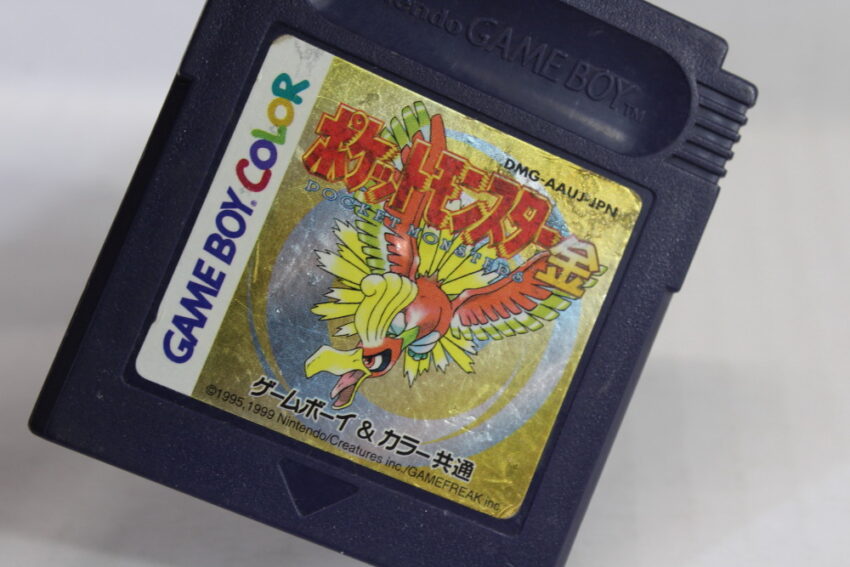 Nintendo GAME BOY™
GAME BOY COLOR
DMG-AAUJ-JPN
ポケットモンスター金
POCKET MONSTERS
ゲームボーイ & カラー共通
©1995,1999 Nintendo/Creatures inc./GAMEFREAK inc.